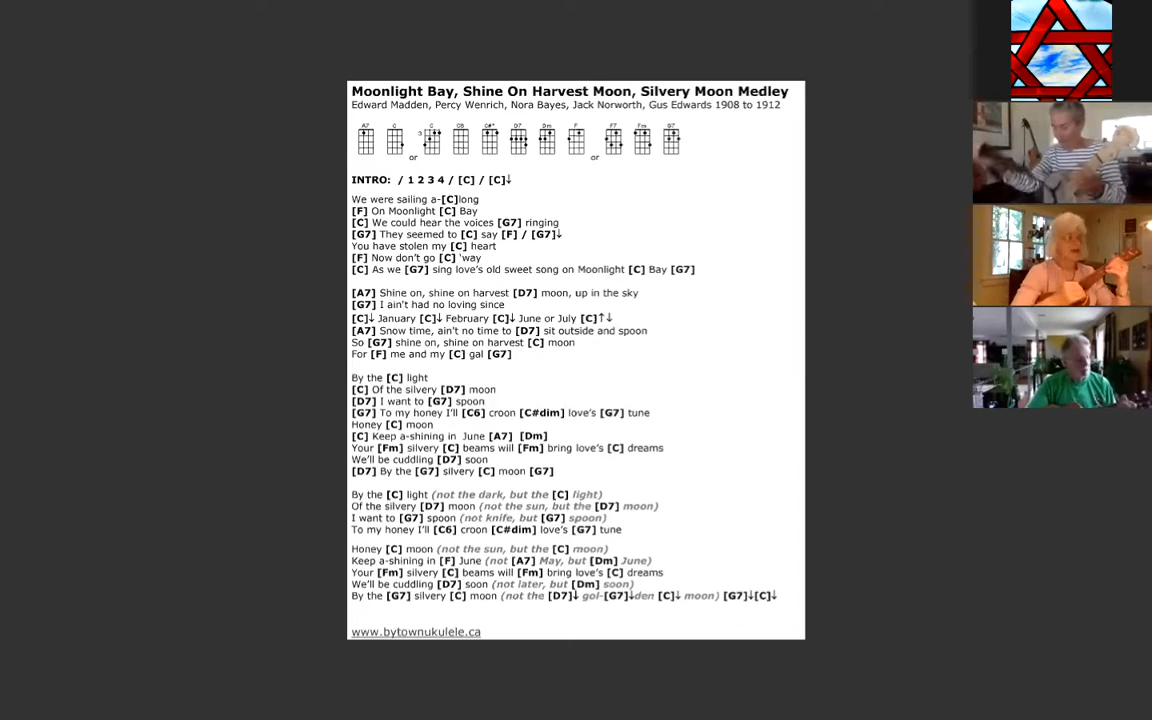 Moonlight Bay, Shine On Harvest Moon, Silvery Moon Medley
Edward Madden, Percy Wenrich, Nora Bayes, Jack Norworth, Gus Edwards 1908 to 1912
A7 C C C6 C#° D7 Dm F F7 Fm G7
3
or or
INTRO: / 1 2 3 4 / [C] / [C]↓
We were sailing a-[C]long
[F] On Moonlight [C] Bay
[C] We could hear the voices [G7] ringing
[G7] They seemed to [C] say [F] / [G7]↓
You have stolen my [C] heart
[F] Now don't go [C] 'way
[C] As we [G7] sing love's old sweet song on Moonlight [C] Bay [G7]
[A7] Shine on, shine on harvest [D7] moon, up in the sky
[G7] I ain't had no loving since
[C]↓ January [C]↓ February [C]↓ June or July [C]↑↓
[A7] Snow time, ain't no time to [D7] sit outside and spoon
So [G7] shine on, shine on harvest [C] moon
For [F] me and my [C] gal [G7]
By the [C] light
[C] Of the silvery [D7] moon
[D7] I want to [G7] spoon
[G7] To my honey I'll [C6] croon [C#dim] love's [G7] tune
Honey [C] moon
[C] Keep a-shining in June [A7] [Dm]
Your [Fm] silvery [C] beams will [Fm] bring love's [C] dreams
We'll be cuddling [D7] soon
[D7] By the [G7] silvery [C] moon [G7]
By the [C] light (not the dark, but the [C] light)
Of the silvery [D7] moon (not the sun, but the [D7] moon)
I want to [G7] spoon (not knife, but [G7] spoon)
To my honey I'll [C6] croon [C#dim] love's [G7] tune
Honey [C] moon (not the sun, but the [C] moon)
Keep a-shining in [F] June (not [A7] May, but [Dm] June)
Your [Fm] silvery [C] beams will [Fm] bring love's [C] dreams
We'll be cuddling [D7] soon (not later, but [Dm] soon)
By the [G7] silvery [C] moon (not the [D7]↓ gol-[G7]↓den [C]↓ moon) [G7]↓[C]↓
www.bytownukulele.ca